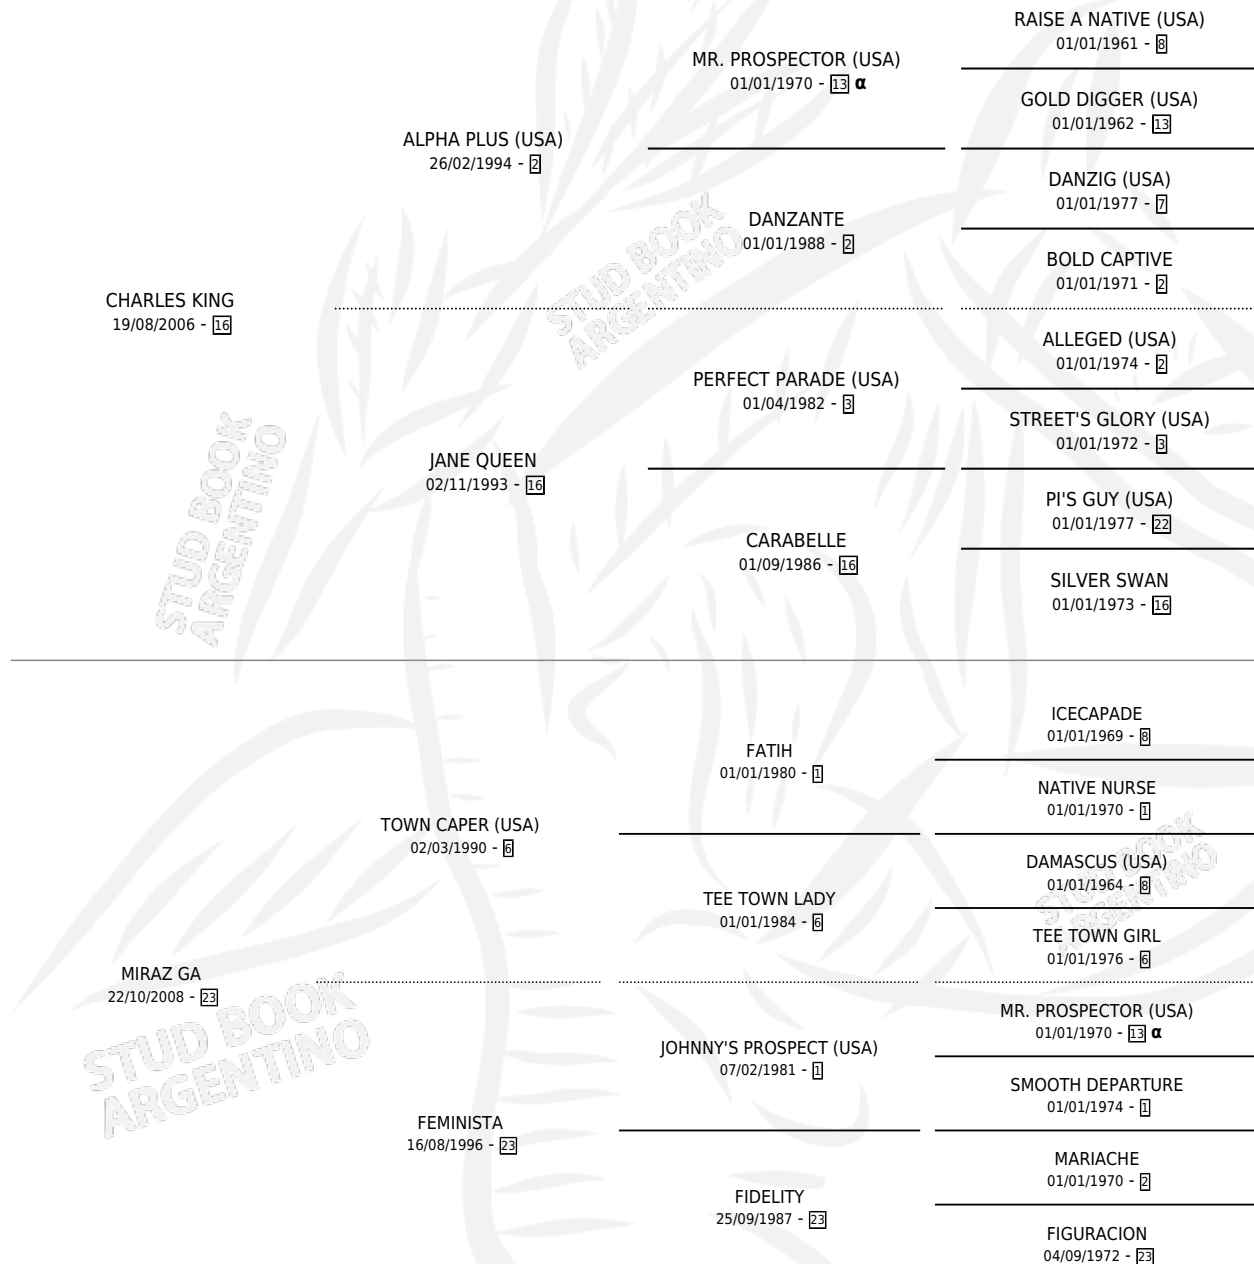 RAISE A NATIVE (USA)
01/01/1961 - 8
MR. PROSPECTOR (USA)
01/01/1970 - 13 α
GOLD DIGGER (USA)
01/01/1962 - 13
ALPHA PLUS (USA)
26/02/1994 - 2
DANZIG (USA)
01/01/1977 - 7
DANZANTE
01/01/1988 - 2
BOLD CAPTIVE
01/01/1971 - 2
CHARLES KING
19/08/2006 - 16
ALLEGED (USA)
01/01/1974 - 2
PERFECT PARADE (USA)
01/04/1982 - 3
STREET'S GLORY (USA)
01/01/1972 - 3
JANE QUEEN
02/11/1993 - 16
PI'S GUY (USA)
01/01/1977 - 22
CARABELLE
01/09/1986 - 16
SILVER SWAN
01/01/1973 - 16
ICECAPADE
01/01/1969 - 8
FATIH
01/01/1980 - 1
NATIVE NURSE
01/01/1970 - 1
TOWN CAPER (USA)
02/03/1990 - 6
DAMASCUS (USA)
01/01/1964 - 8
TEE TOWN LADY
01/01/1984 - 6
TEE TOWN GIRL
01/01/1976 - 6
MIRAZ GA
22/10/2008 - 23
MR. PROSPECTOR (USA)
01/01/1970 - 13 α
JOHNNY'S PROSPECT (USA)
07/02/1981 - 1
SMOOTH DEPARTURE
01/01/1974 - 1
FEMINISTA
16/08/1996 - 23
MARIACHE
01/01/1970 - 2
FIDELITY
25/09/1987 - 23
FIGURACION
04/09/1972 - 23
STUD BOOK
ARGENTINO
STUD BOOK
ARGENTINO
STUD BOOK
ARGENTINO
STUD BOOK
ARGENTINO